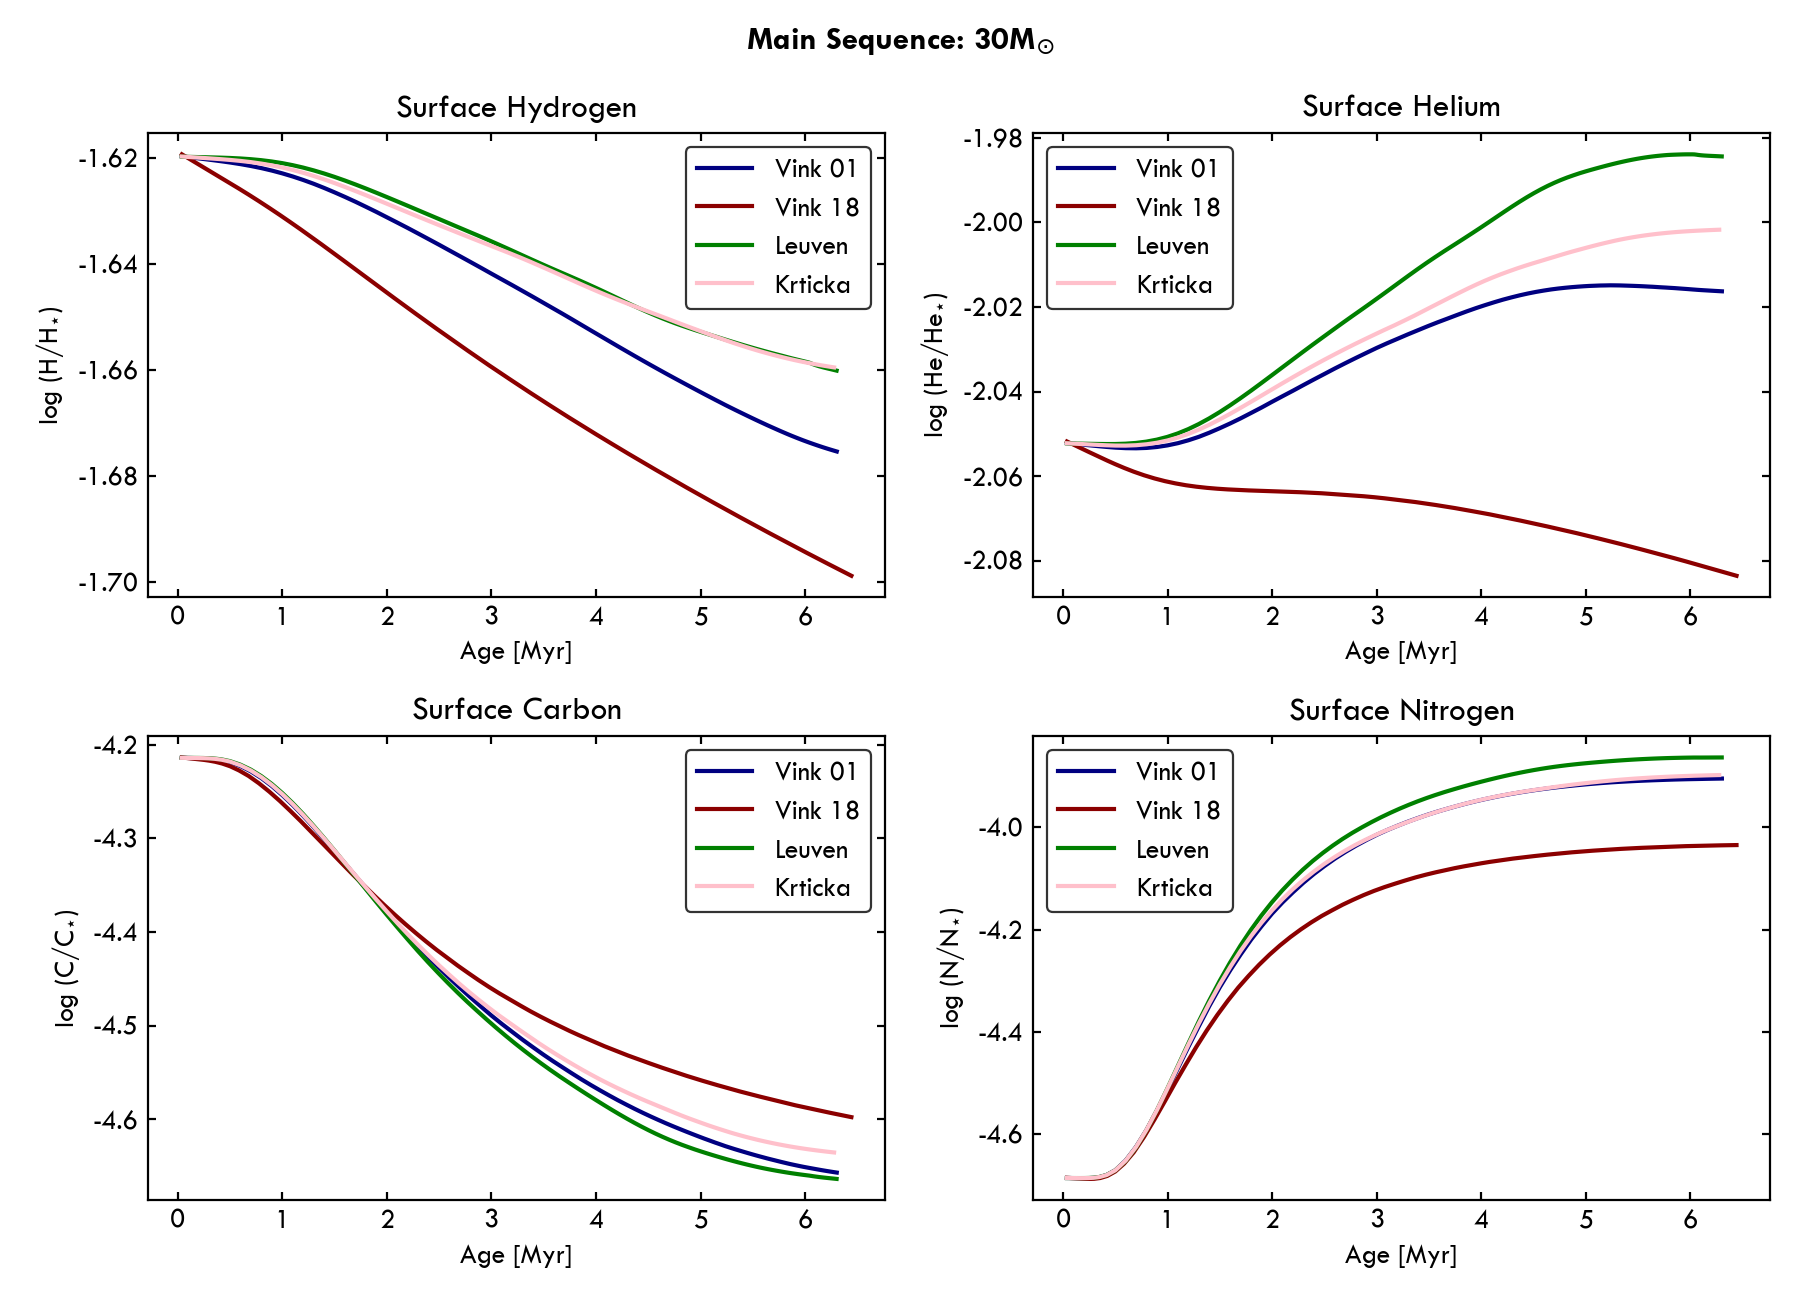 Main Sequence: 30M⊙
Surface Hydrogen
log (H/H⋆)
-1.62
-1.64
-1.66
-1.68
-1.70
Vink 01
Vink 18
Leuven
Krticka
0 1 2 3 4 5 6
Age [Myr]
Surface Helium
log (He/He⋆)
-1.98
-2.00
-2.02
-2.04
-2.06
-2.08
Vink 01
Vink 18
Leuven
Krticka
0 1 2 3 4 5 6
Age [Myr]
Surface Carbon
log (C/C⋆)
-4.2
-4.3
-4.4
-4.5
-4.6
Vink 01
Vink 18
Leuven
Krticka
0 1 2 3 4 5 6
Age [Myr]
Surface Nitrogen
log (N/N⋆)
-4.0
-4.2
-4.4
-4.6
Vink 01
Vink 18
Leuven
Krticka
0 1 2 3 4 5 6
Age [Myr]